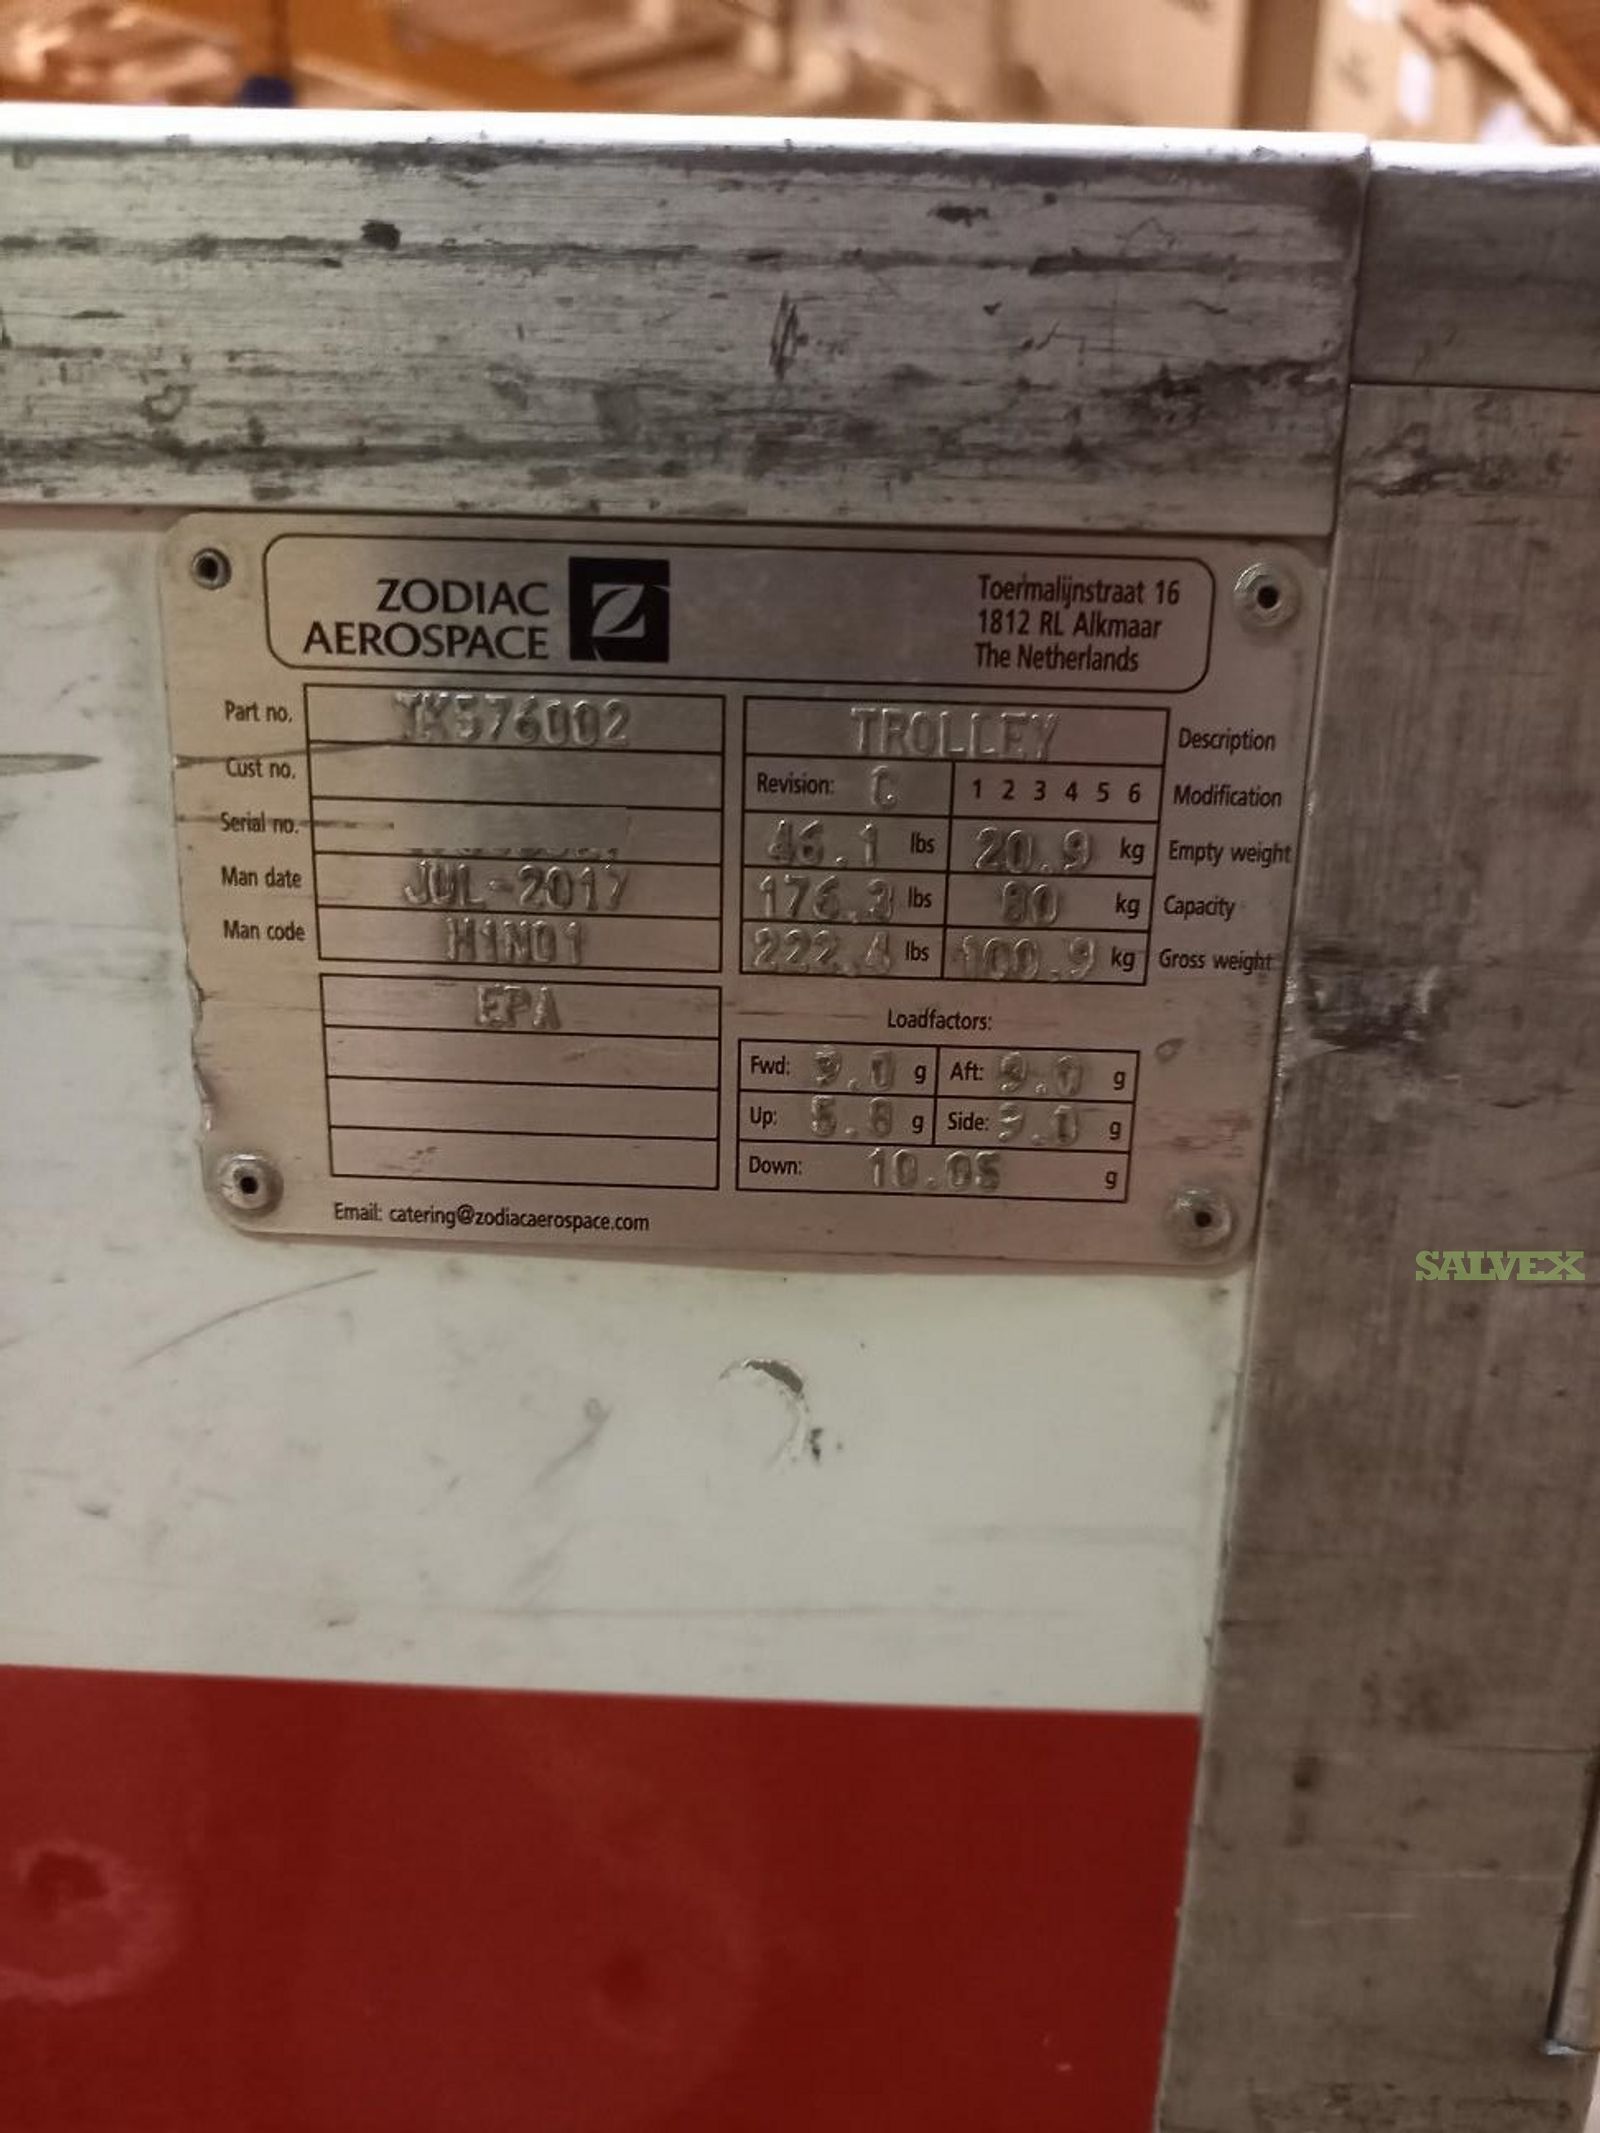 ZODIAC
AEROSPACE
Toermalijnstraat 16
1812 RL Alkmaar
The Netherlands
Part no. 576002
TROLLEY Description
Cust no.
Revision: C 1 2 3 4 5 6 Modification
Serial no.
46.1 lbs 20.9 kg Empty weight
Man date JUL-2017
176.3 lbs 80 kg Capacity
Man code
222.4 lbs 100.9 kg Gross weight
EPA
Loadfactors:
Fwd: 9.0 g Aft: 9.0 g
Up: g Side: g
Down: 10.05 g
Email: catering@zodiacaerospace.com
SALVEX